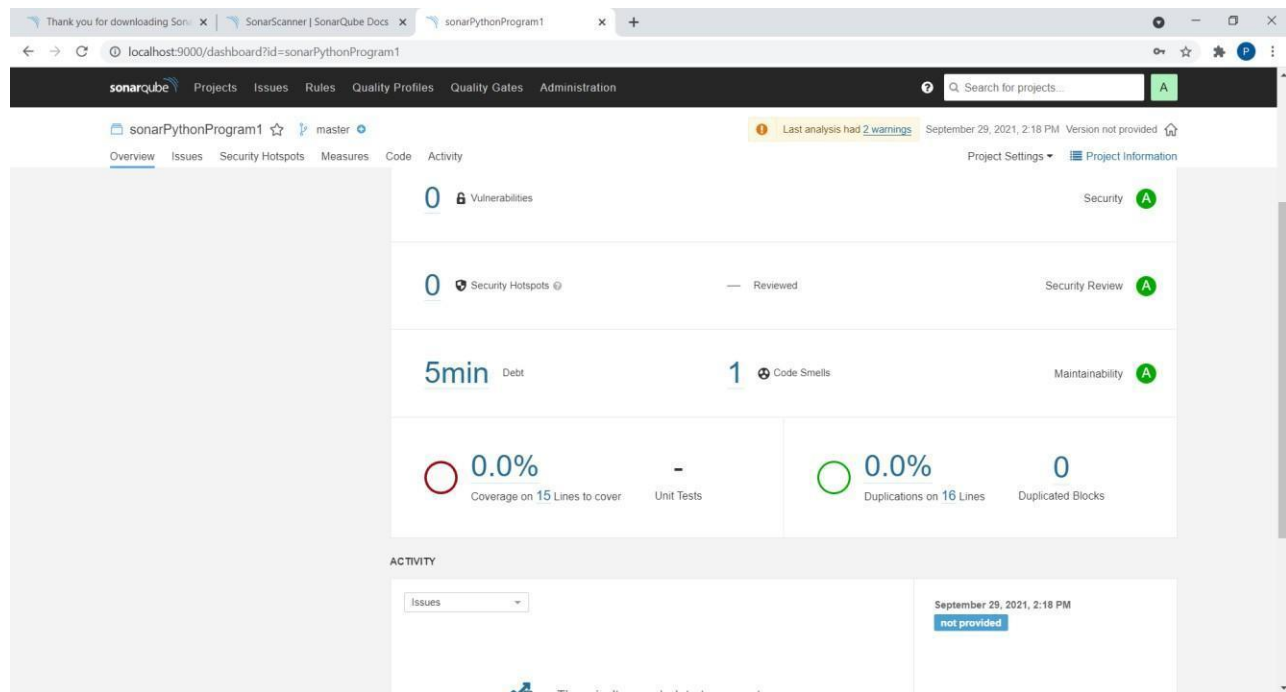 Thank you for downloading Sona
SonarScanner | SonarQube Docs
sonarPythonProgram1
localhost:9000/dashboard?id=sonarPythonProgram1
P
sonarqube Projects Issues Rules Quality Profiles Quality Gates Administration
? Search for projects... A
sonarPythonProgram1 master
Last analysis had 2 warnings September 29, 2021, 2:18 PM Version not provided
Overview Issues Security Hotspots Measures Code Activity
Project Settings Project Information
0 Vulnerabilities Security A
0 Security Hotspots ? — Reviewed Security Review A
5min Debt 1 Code Smells Maintainability A
0.0% - 0.0% 0
Coverage on 15 Lines to cover Unit Tests Duplications on 16 Lines Duplicated Blocks
ACTIVITY
Issues
September 29, 2021, 2:18 PM
not provided